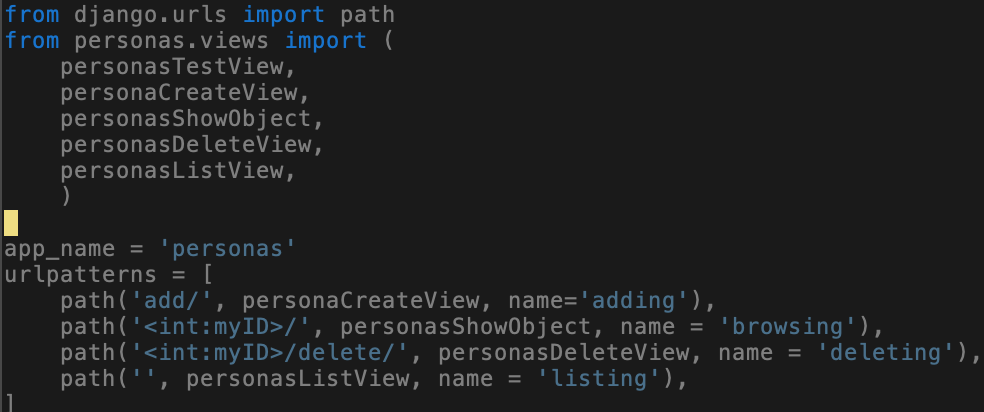 from django.urls import path
from personas.views import (
    personasTestView,
    personaCreateView,
    personasShowObject,
    personasDeleteView,
    personasListView,
    )

app_name = 'personas'
urlpatterns = [
    path('add/', personaCreateView, name='adding'),
    path('<int:myID>/', personasShowObject, name = 'browsing'),
    path('<int:myID>/delete/', personasDeleteView, name = 'deleting'),
    path('', personasListView, name = 'listing'),
]